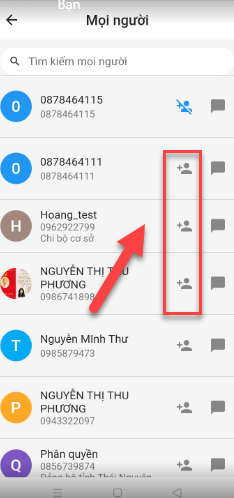 Bạn
Mọi người
Tìm kiếm mọi người
0
0878464115
0878464115
0
0878464111
0878464111
H
Hoang_test
0962922799
Chi bộ cơ sở
NGUYỄN THỊ THU
PHƯƠNG
0986741898
T
Nguyễn MInh Thư
0985879473
P
NGUYỄN THỊ THU
PHƯƠNG
0943322097
Q
Phân quyền
0856739874
Đảng bộ tỉnh Thái Nguyên